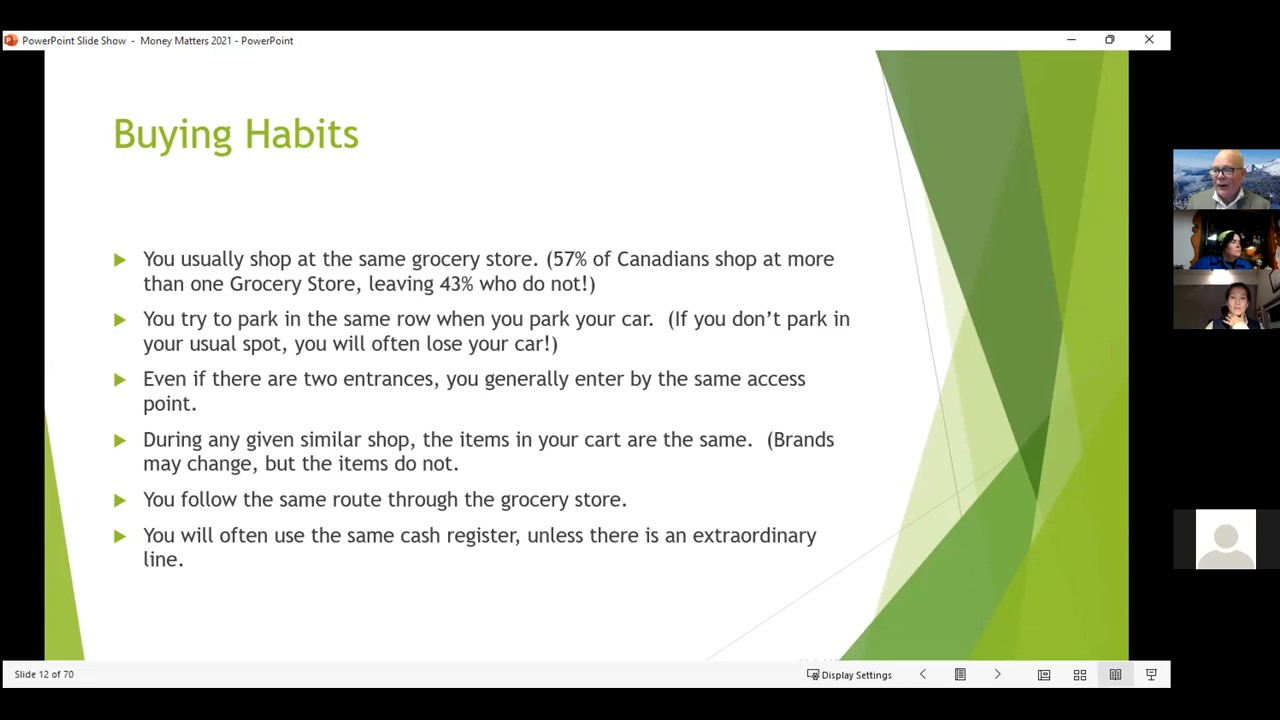 PowerPoint Slide Show - Money Matters 2021 - PowerPoint
Buying Habits
You usually shop at the same grocery store. (57% of Canadians shop at more
than one Grocery Store, leaving 43% who do not!)
You try to park in the same row when you park your car. (If you don't park in
your usual spot, you will often lose your car!)
Even if there are two entrances, you generally enter by the same access
point.
During any given similar shop, the items in your cart are the same. (Brands
may change, but the items do not.
You follow the same route through the grocery store.
You will often use the same cash register, unless there is an extraordinary
line.
Slide 12 of 70
Display Settings